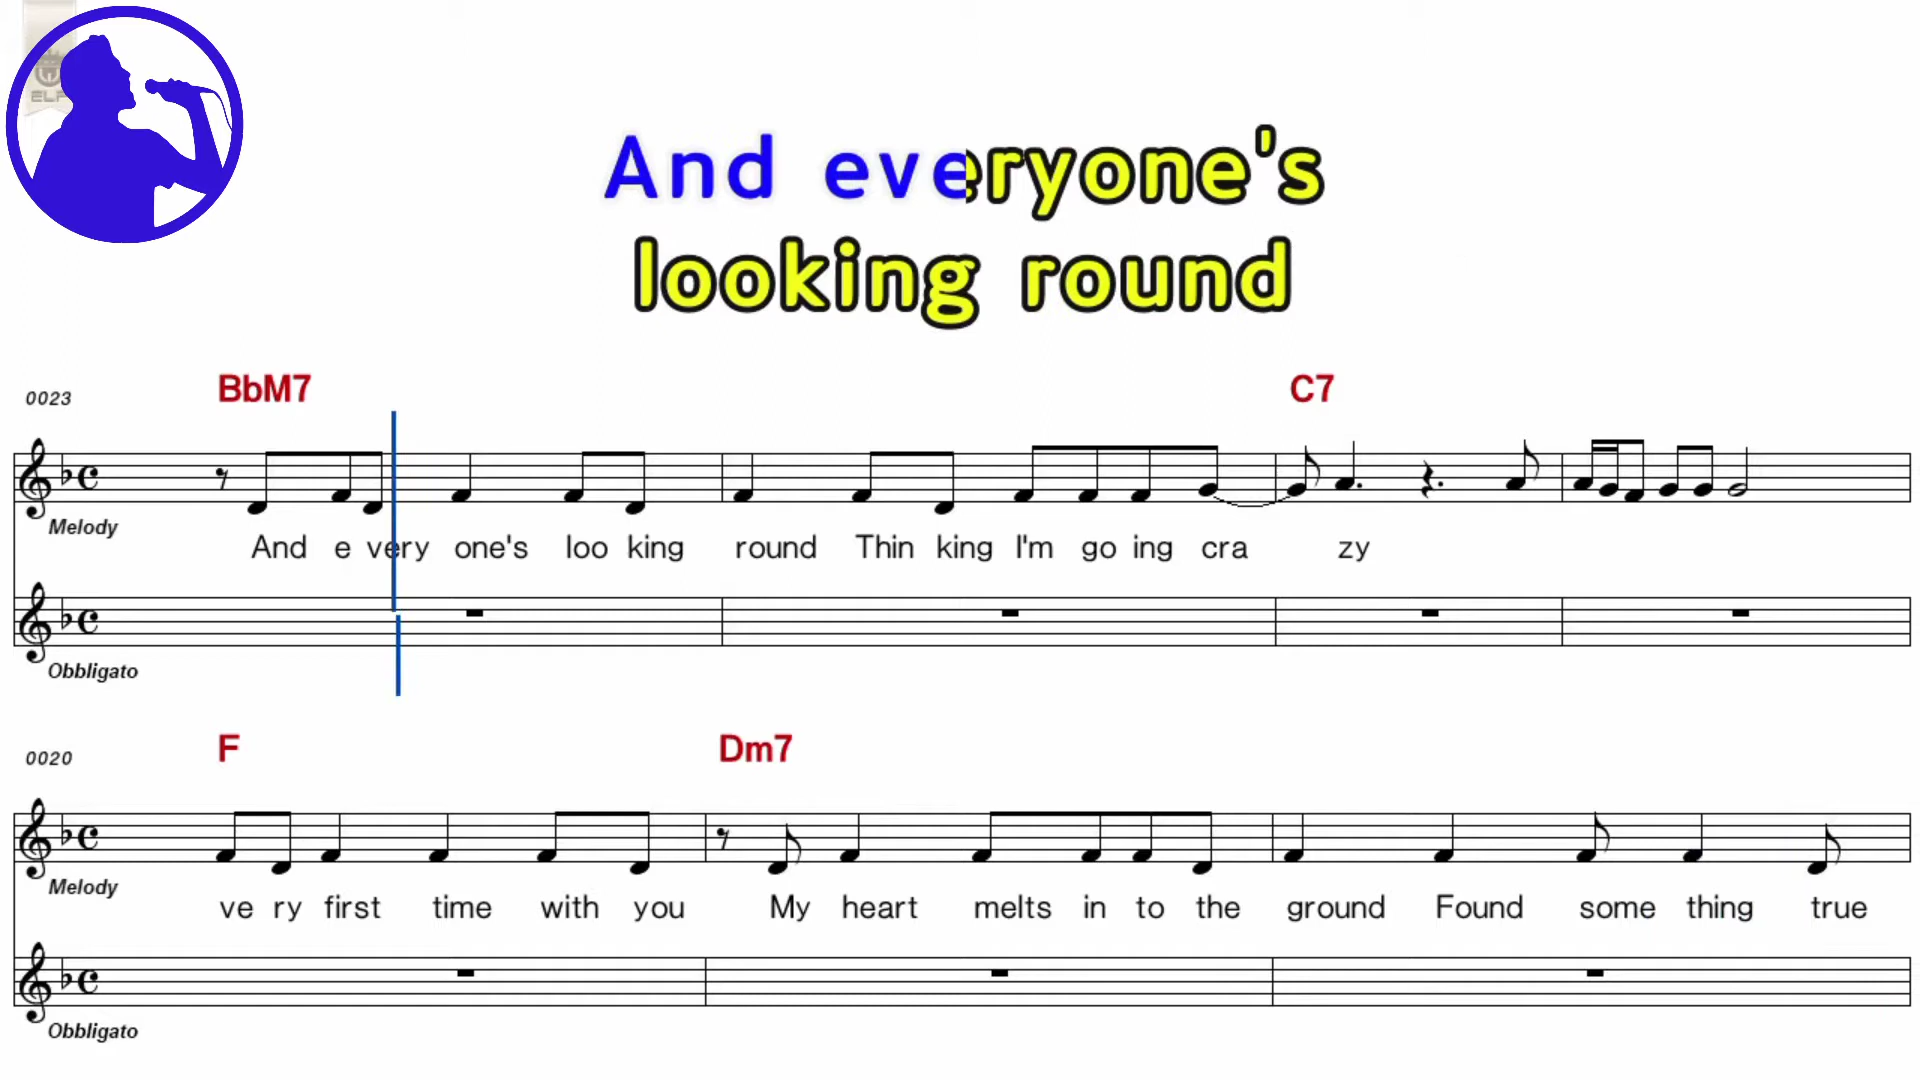 ELF
And everyone's
looking round
0023 BbM7 C7
Melody
And e very one's loo king round Thin king I'm go ing cra zy
Obbligato
0020 F Dm7
Melody
ve ry first time with you My heart melts in to the ground Found some thing true
Obbligato